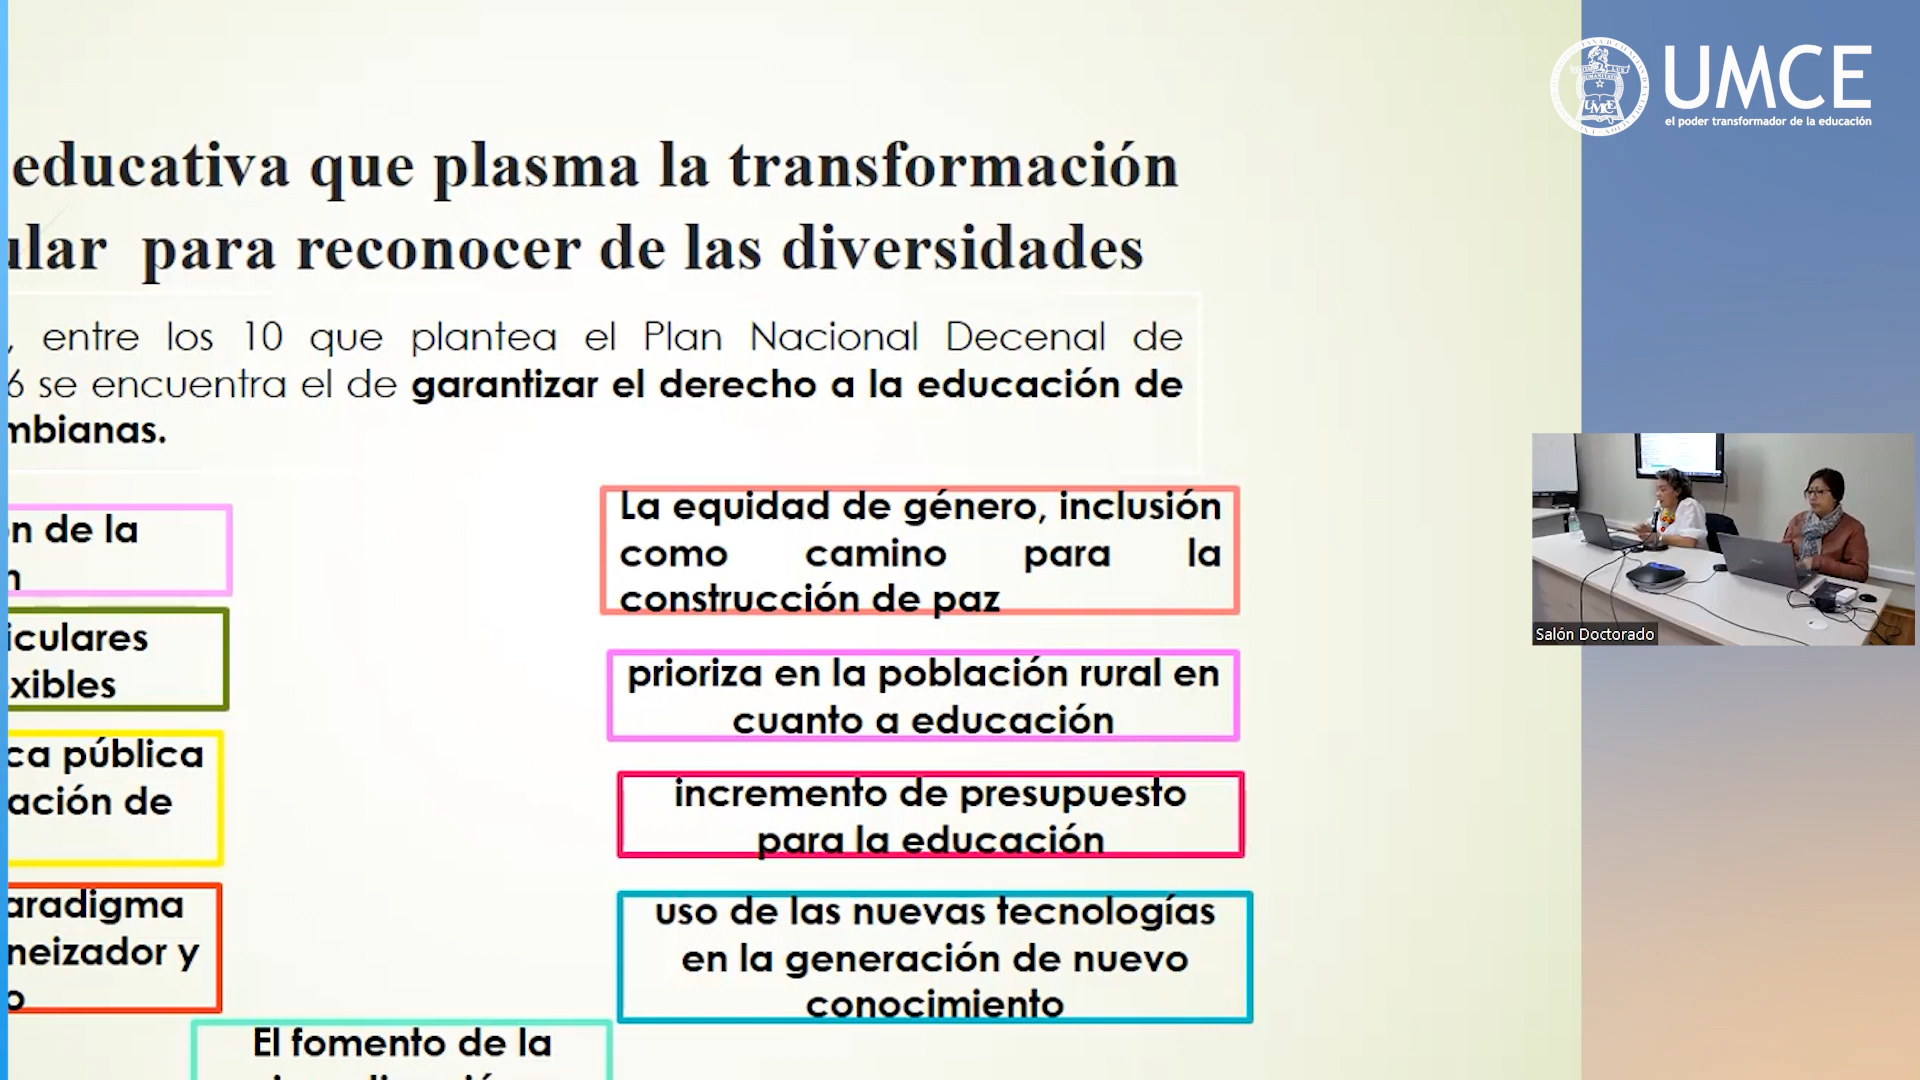 UMCE
el poder transformador de la educación
educativa que plasma la transformación
ular para reconocer de las diversidades
, entre los 10 que plantea el Plan Nacional Decenal de
6 se encuentra el de garantizar el derecho a la educación de
mbianas.
ón de la
n
iculares
xibles
ca pública
ación de
aradigma
neizador y
o
La equidad de género, inclusión
como camino para la
construcción de paz
prioriza en la población rural en
cuanto a educación
incremento de presupuesto
para la educación
uso de las nuevas tecnologías
en la generación de nuevo
conocimiento
El fomento de la
Salón Doctorado